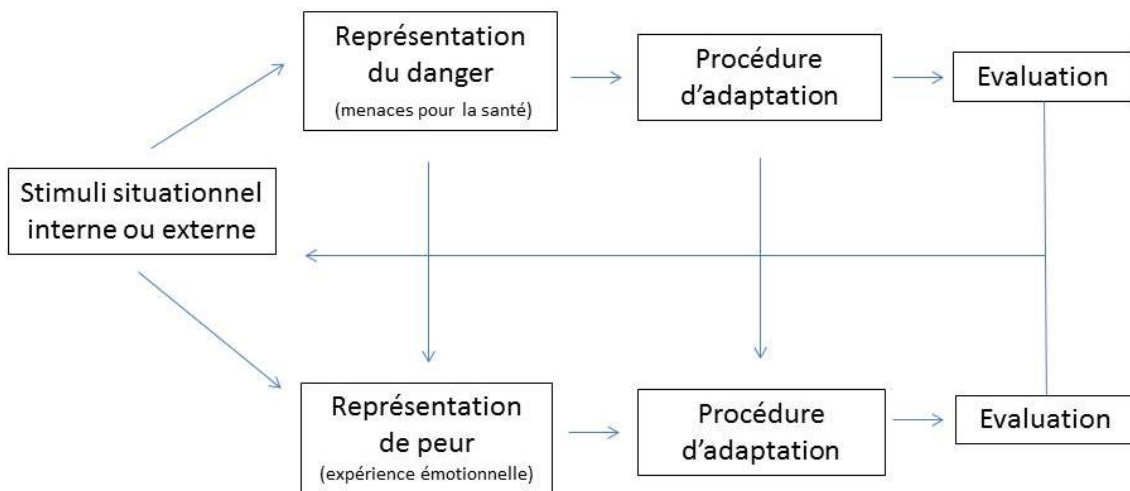 Représentation
du danger
(menaces pour la santé)
Procédure
d'adaptation
Evaluation
Stimuli situationnel
interne ou externe
Représentation
de peur
(expérience émotionnelle)
Procédure
d'adaptation
Evaluation